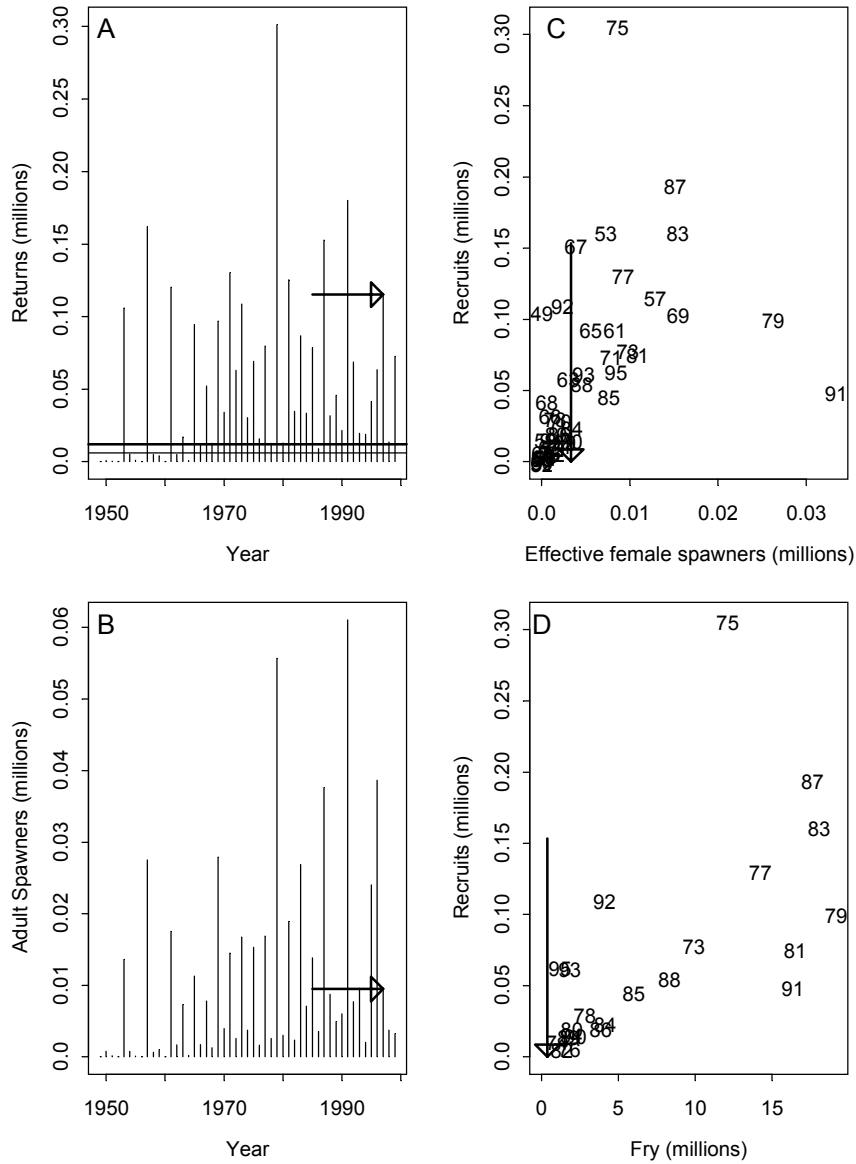 A
0.30
0.25
0.20
0.15
0.10
0.05
0.0
Returns (millions)
1950 1970 1990
Year
C
0.30
0.25
0.20
0.15
0.10
0.05
0.0
Recruits (millions)
75
87
67 53 83
77
49 92 57 69 79
65 61
71 81
93 95
88 85 91
68
0.0 0.01 0.02 0.03
Effective female spawners (millions)
B
0.06
0.05
0.04
0.03
0.02
0.01
0.0
Adult Spawners (millions)
1950 1970 1990
Year
D
0.30
0.25
0.20
0.15
0.10
0.05
0.0
Recruits (millions)
75
87
83
77
92 79
73 81
95 93
88 91
85
78
84
0 5 10 15
Fry (millions)